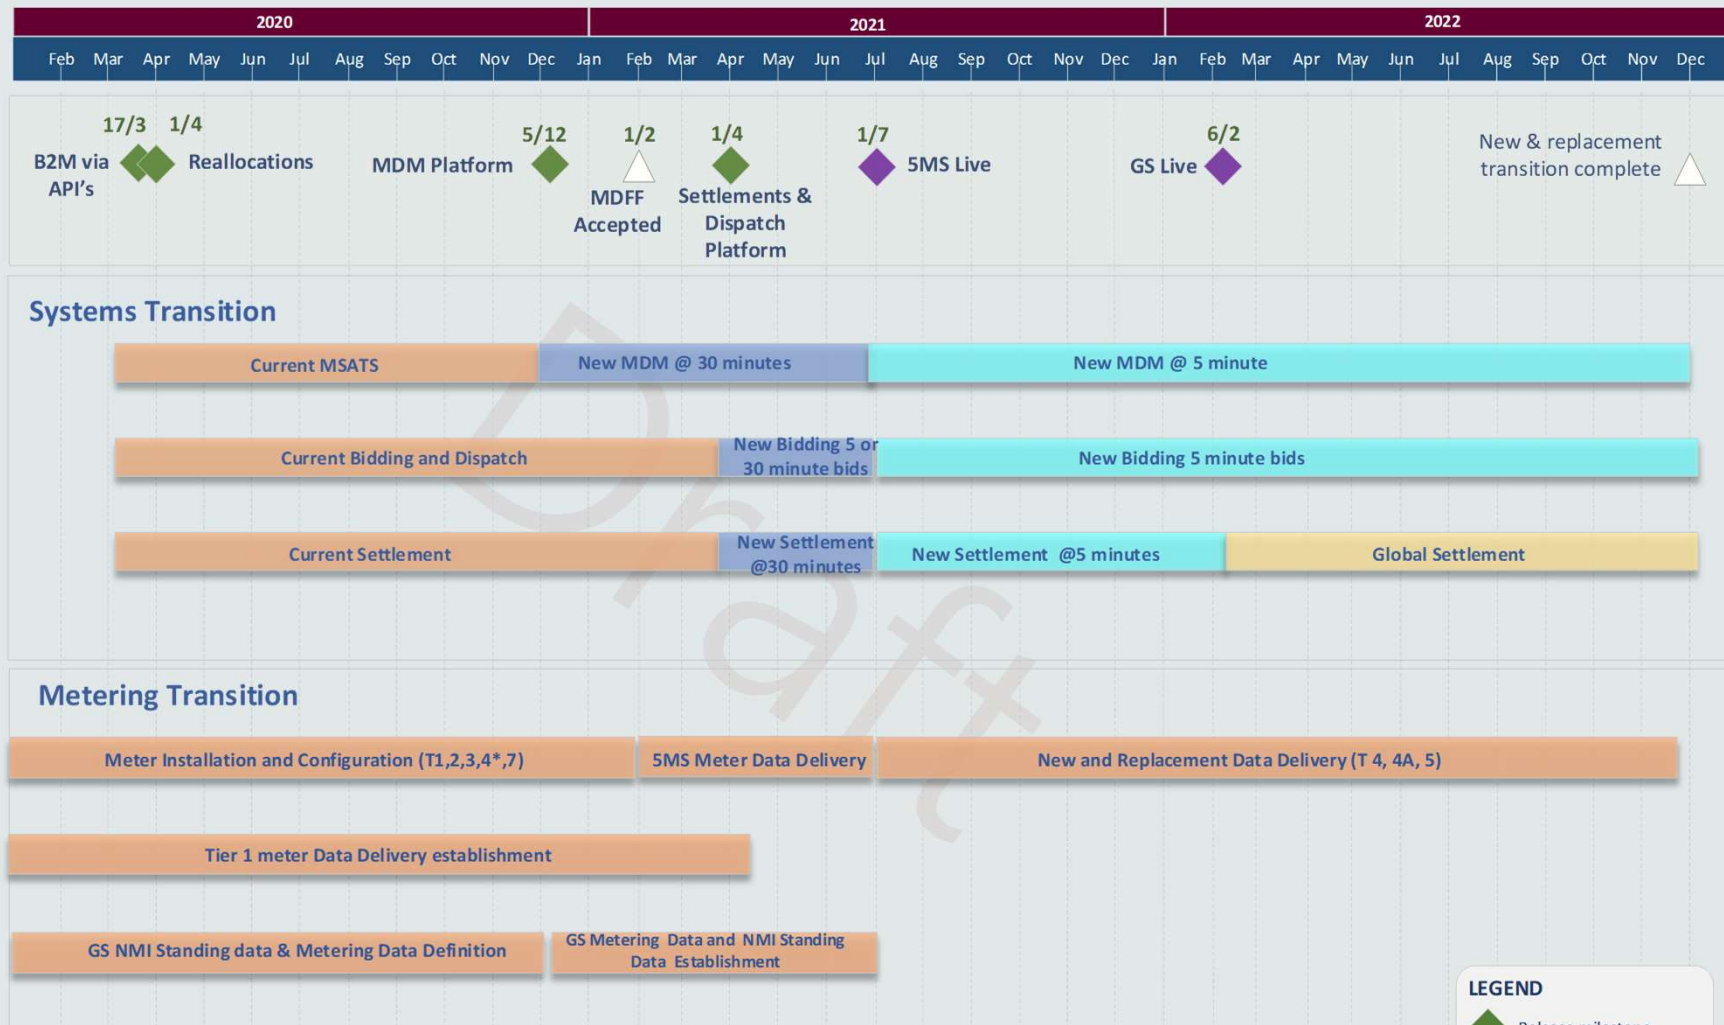 2020 2021 2022
Feb Mar Apr May Jun Jul Aug Sep Oct Nov Dec Jan Feb Mar Apr May Jun Jul Aug Sep Oct Nov Dec Jan Feb Mar Apr May Jun Jul Aug Sep Oct Nov Dec
17/3
B2M via
API's
1/4
Reallocations
5/12
MDM Platform
1/2
MDFF
Accepted
1/4
Settlements &
Dispatch
Platform
1/7
5MS Live
6/2
GS Live
New & replacement
transition complete
Systems Transition
Current MSATS
New MDM @ 30 minutes
New MDM @ 5 minute
Current Bidding and Dispatch
New Bidding 5 or
30 minute bids
New Bidding 5 minute bids
Current Settlement
New Settlement
@30 minutes
New Settlement @5 minutes
Global Settlement
Draft
Metering Transition
Meter Installation and Configuration (T1,2,3,4*,7)
5MS Meter Data Delivery
New and Replacement Data Delivery (T 4, 4A, 5)
Tier 1 meter Data Delivery establishment
GS NMI Standing data & Metering Data Definition
GS Metering Data and NMI Standing
Data Establishment
LEGEND
Release milestone